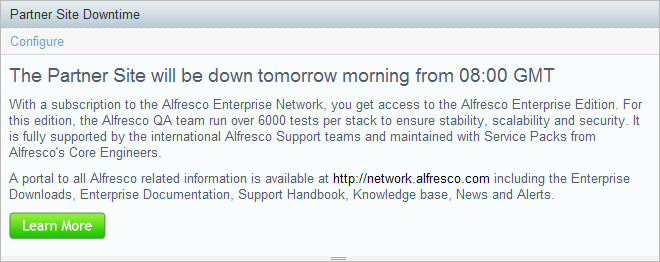 Partner Site Downtime
Configure
The Partner Site will be down tomorrow morning from 08:00 GMT
With a subscription to the Alfresco Enterprise Network, you get access to the Alfresco Enterprise Edition. For
this edition, the Alfresco QA team run over 6000 tests per stack to ensure stability, scalability and security. It
is fully supported by the international Alfresco Support teams and maintained with Service Packs from
Alfresco's Core Engineers.
A portal to all Alfresco related information is available at http://network.alfresco.com including the Enterprise
Downloads, Enterprise Documentation, Support Handbook, Knowledge base, News and Alerts.
Learn More